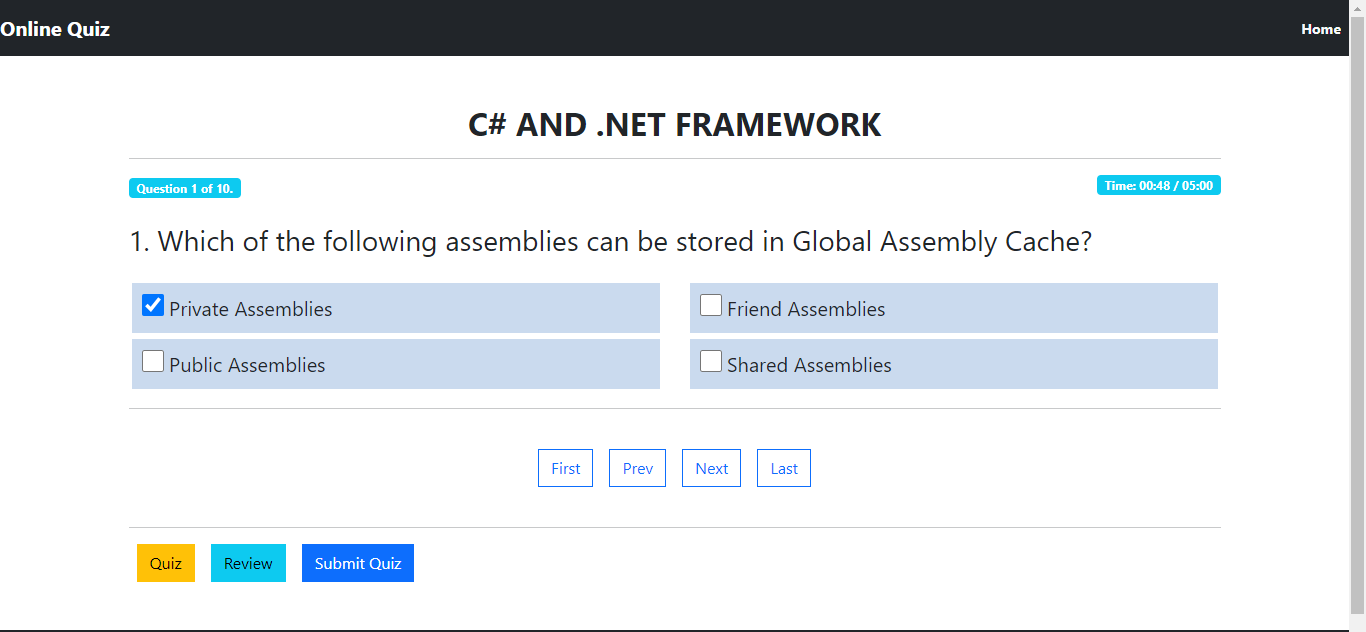 Online Quiz Home
C# AND .NET FRAMEWORK
Question 1 of 10. Time: 00:48 / 05:00
1. Which of the following assemblies can be stored in Global Assembly Cache?
Private Assemblies Friend Assemblies
Public Assemblies Shared Assemblies
First Prev Next Last
Quiz Review Submit Quiz